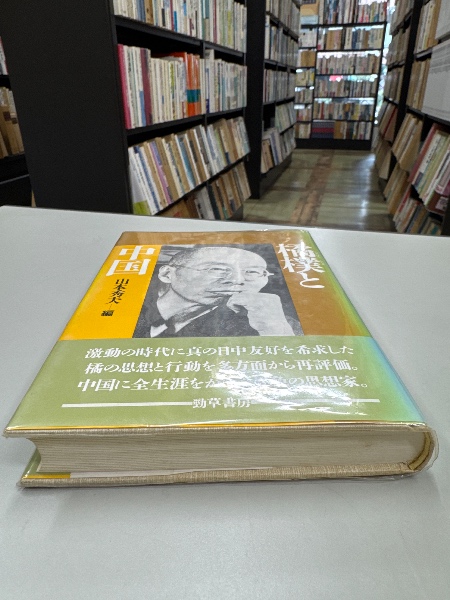 橘樸と
中国
山本秀夫 編
激動の時代に真の日中友好を希求した
橘の思想と行動を多方面から再評価。
中国に全生涯をか の思想家。
勁草書房